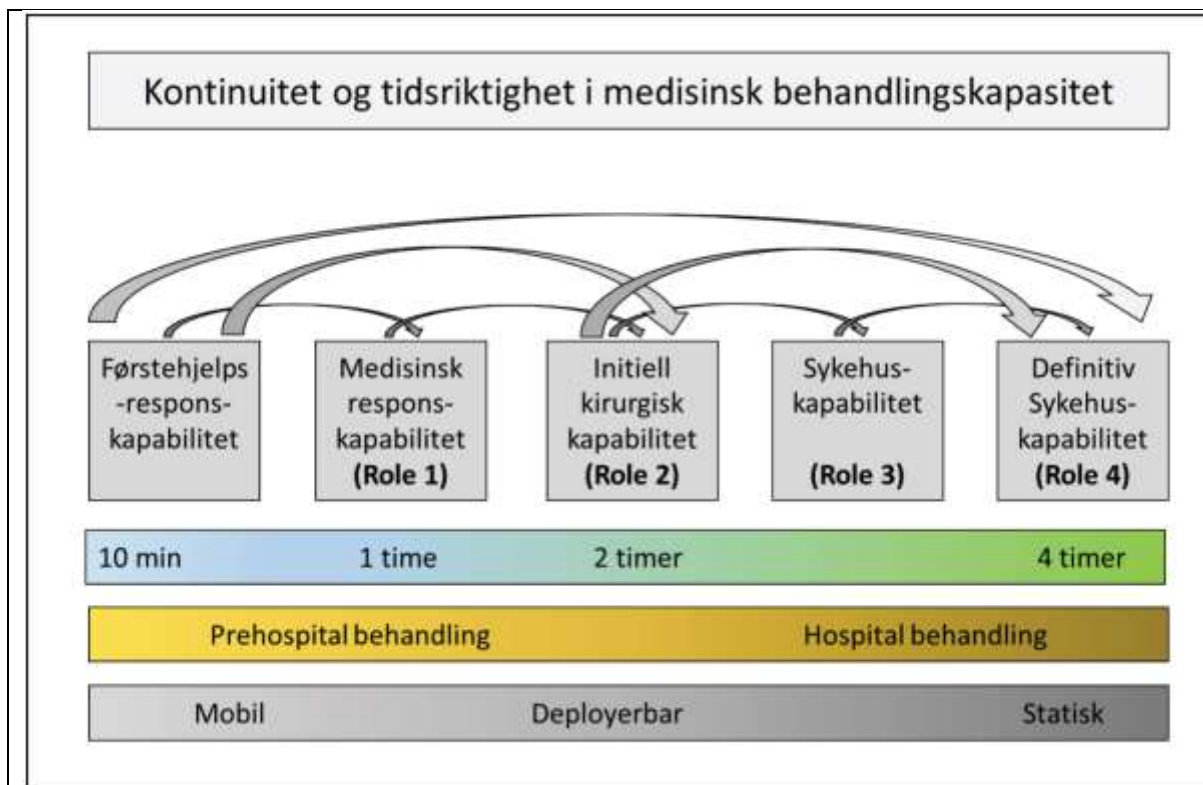 Kontinuitet og tidsriktighet i medisinsk behandlingskapasitet
Førstehjelps
-respons-
kapabilitet
Medisinsk
respons-
kapabilitet
(Role 1)
Initiell
kirurgisk
kapabilitet
(Role 2)
Sykehus-
kapabilitet
(Role 3)
Definitiv
Sykehus-
kapabilitet
(Role 4)
10 min
1 time
2 timer
4 timer
Prehospital behandling
Hospital behandling
Mobil
Deployerbar
Statisk